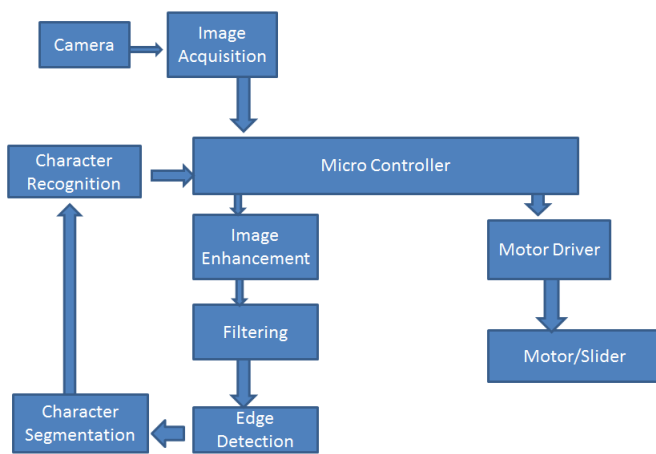 Camera
Image
Acquisition
Character
Recognition
Micro Controller
Image
Enhancement
Motor Driver
Filtering
Motor/Slider
Character
Segmentation
Edge
Detection